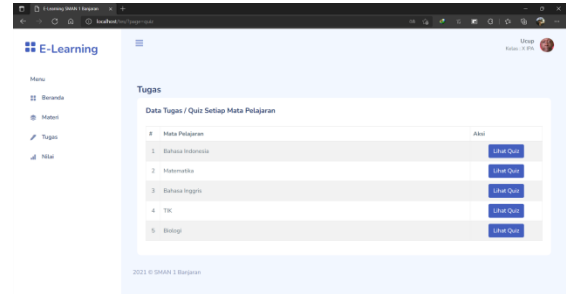 E-Learning SMAN 1 Banjaran
localhost/
E-Learning
Ucup
Kelas : X IPA
Menu
Beranda
Materi
Tugas
Nilai
Tugas
Data Tugas / Quiz Setiap Mata Pelajaran
# Mata Pelajaran Aksi
1 Bahasa Indonesia Lihat Quiz
2 Matematika Lihat Quiz
3 Bahasa Inggris Lihat Quiz
4 TIK Lihat Quiz
5 Biologi Lihat Quiz
2021 © SMAN 1 Banjaran